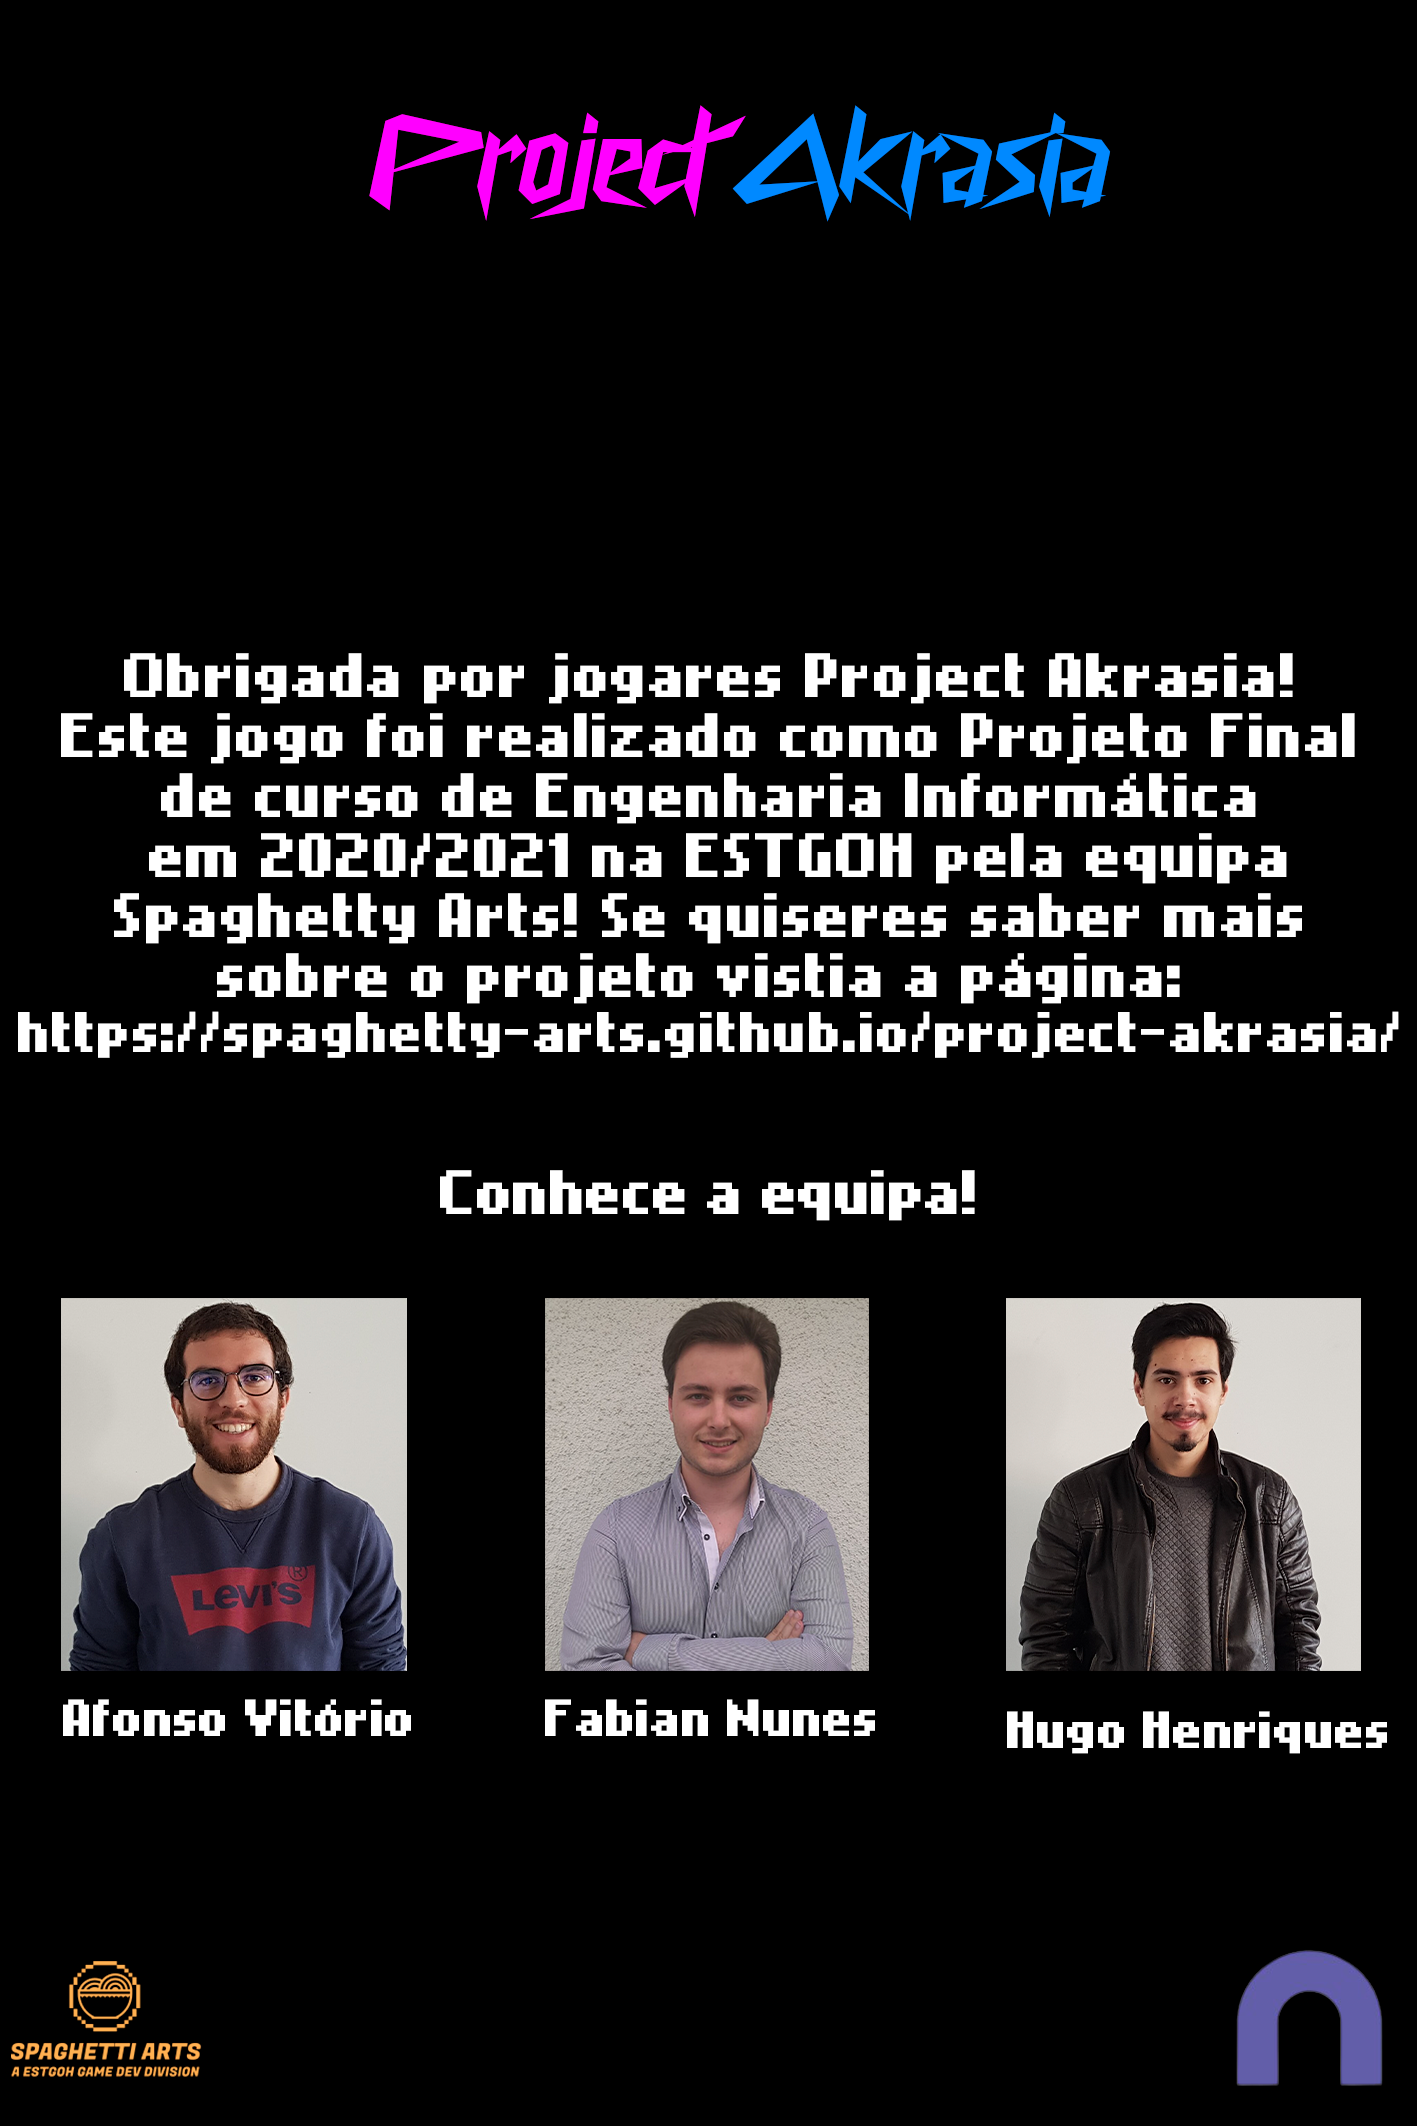 Project Akrasia
Obrigada por jogares Project Akrasia!
Este jogo foi realizado como Projeto Final
de curso de Engenharia Informática
em 2020/2021 na ESTGOH pela equipa
Spaghetty Arts! Se quiseres saber mais
sobre o projeto vistia a página:
https://spaghetty-arts.github.io/project-akrasia/
Conhece a equipa!
LEVI'S ®
Afonso Vitório
Fabian Nunes
Hugo Henriques
SPAGHETTI ARTS
A ESTGOH GAME DEV DIVISION
n